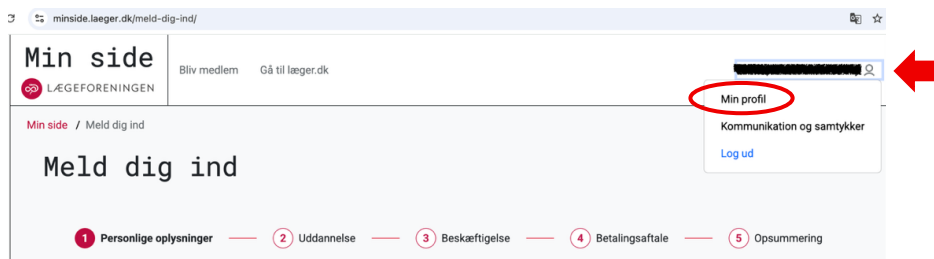 minside.laeger.dk/meld-dig-ind/
Min side
LÆGEFORENINGEN
Bliv medlem
Gå til læger.dk
Min profil
Kommunikation og samtykker
Log ud
Min side / Meld dig ind
Meld dig ind
1 Personlige oplysninger
2 Uddannelse
3 Beskæftigelse
4 Betalingsaftale
5 Opsummering